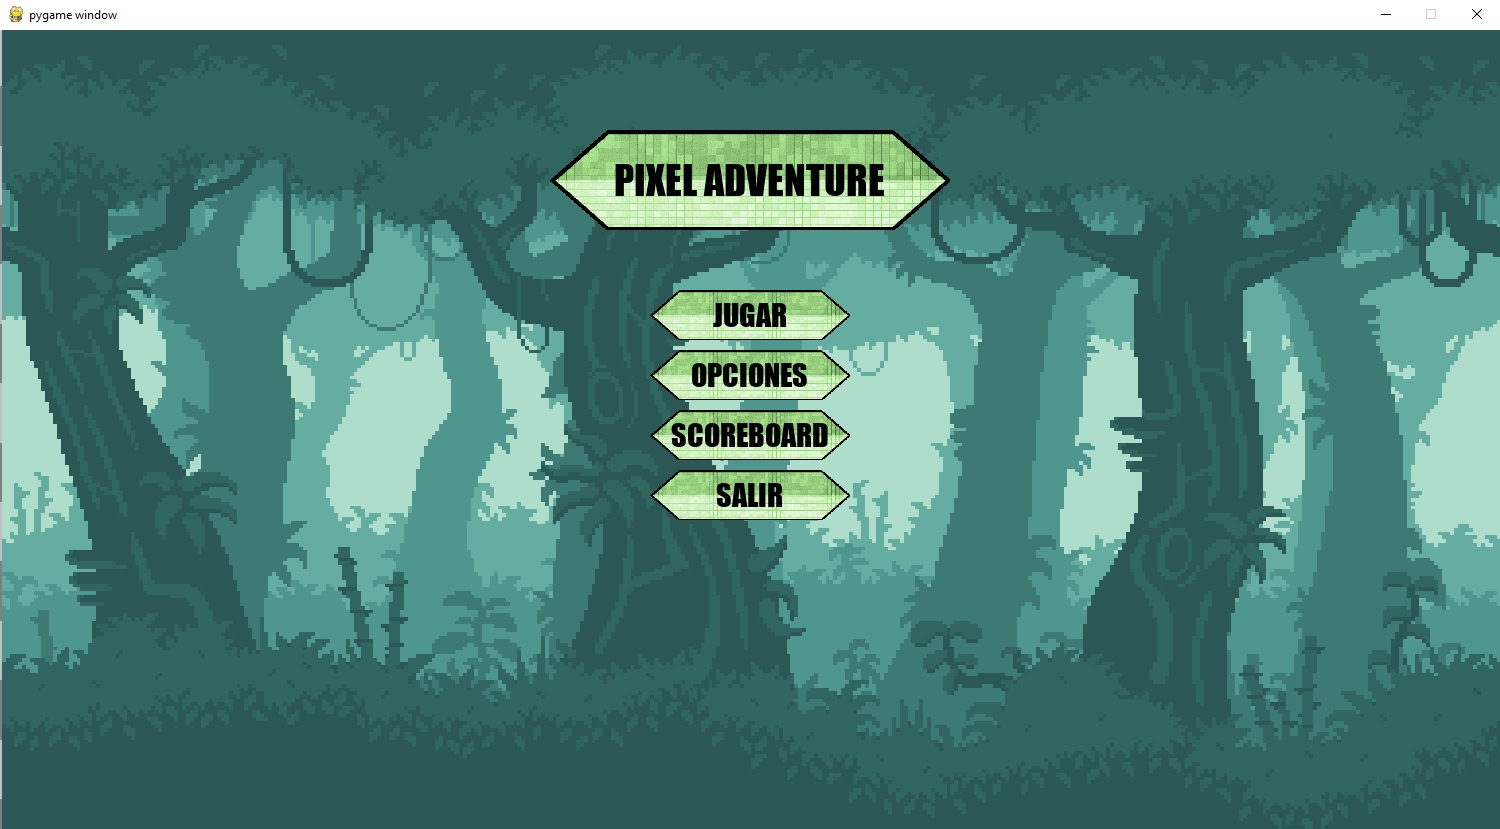 pygame window
PIXEL ADVENTURE
JUGAR
OPCIONES
SCOREBOARD
SALIR